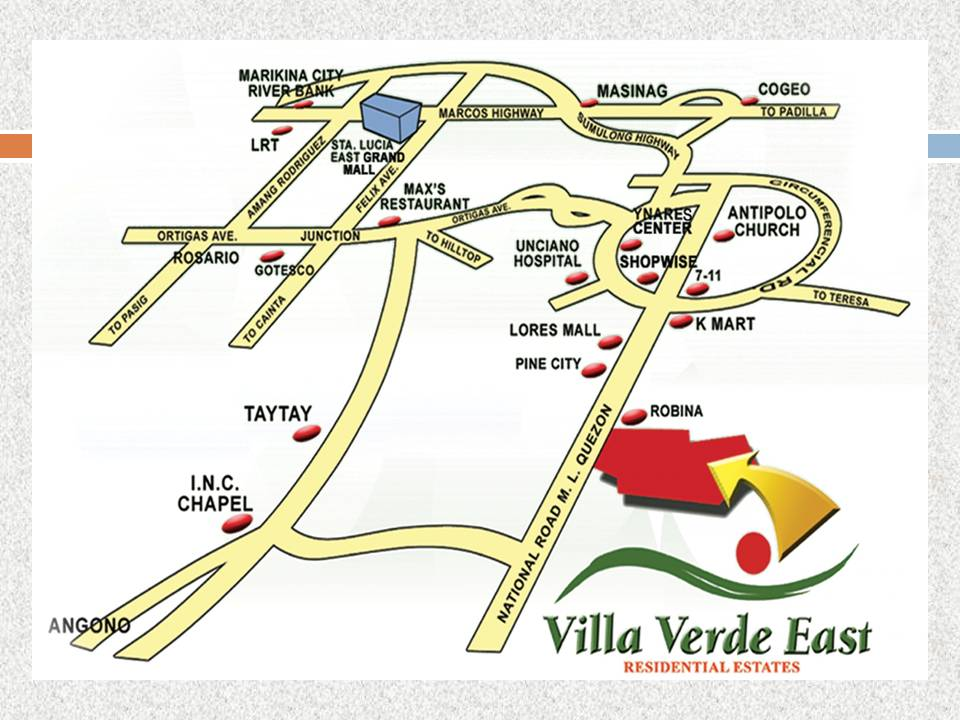 MARIKINA CITY
RIVER BANK
LRT
STA. LUCIA
EAST GRAND
MALL
MARCOS HIGHWAY
MASINAG
COGEO
TO PADILLA
SUMULONG HIGHWAY
AMANG RODRIGUEZ
FELIX AVE.
MAX'S
RESTAURANT
ORTIGAS AVE.
JUNCTION
ORTIGAS AVE.
TO HILLTOP
ROSARIO
GOTESCO
TO PASIG
TO CAINTA
UNCIANO
HOSPITAL
YNARES
CENTER
ANTIPOLO
CHURCH
CIRCUMFERENCIAL RD.
SHOPWISE
7-11
TO TERESA
K MART
LORES MALL
PINE CITY
ROBINA
TAYTAY
I.N.C.
CHAPEL
NATIONAL ROAD M. L. QUEZON
ANGONO
Villa Verde East
RESIDENTIAL ESTATES